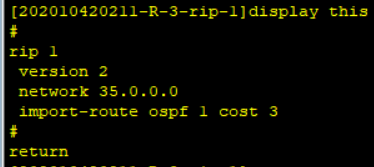 [202010420211-R-3-rip-1]display this
#
rip 1
version 2
network 35.0.0.0
import-route ospf 1 cost 3
#
return